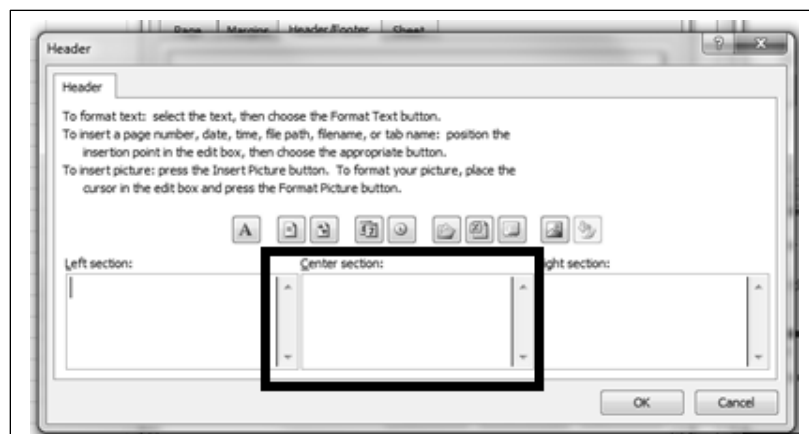 Page Margins Header/Footer Sheet
Header
Header
To format text: select the text, then choose the Format Text button.
To insert a page number, date, time, file path, filename, or tab name: position the
insertion point in the edit box, then choose the appropriate button.
To insert picture: press the Insert Picture button. To format your picture, place the
cursor in the edit box and press the Format Picture button.
A
Left section: Center section: ight section:
OK Cancel